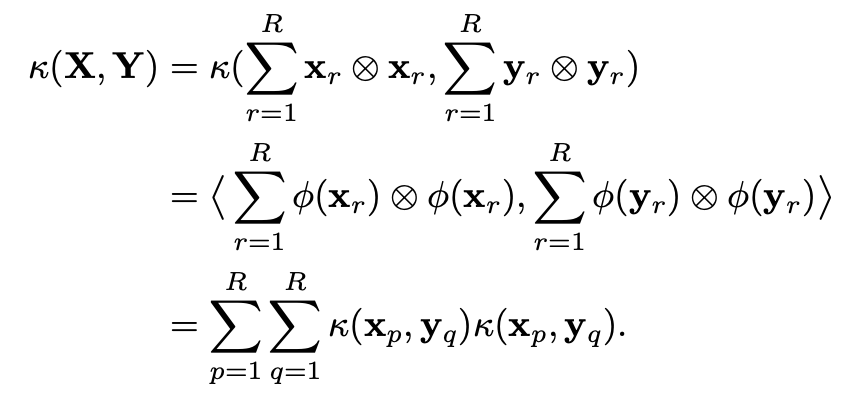 κ(𝐗, 𝐘) = κ(∑_{r=1}^{R} 𝐱_r ⊗ 𝐱_r, ∑_{r=1}^{R} 𝐲_r ⊗ 𝐲_r)
= ⟨∑_{r=1}^{R} ϕ(𝐱_r) ⊗ ϕ(𝐱_r), ∑_{r=1}^{R} ϕ(𝐲_r) ⊗ ϕ(𝐲_r)⟩
= ∑_{p=1}^{R} ∑_{q=1}^{R} κ(𝐱_p, 𝐲_q)κ(𝐱_p, 𝐲_q).